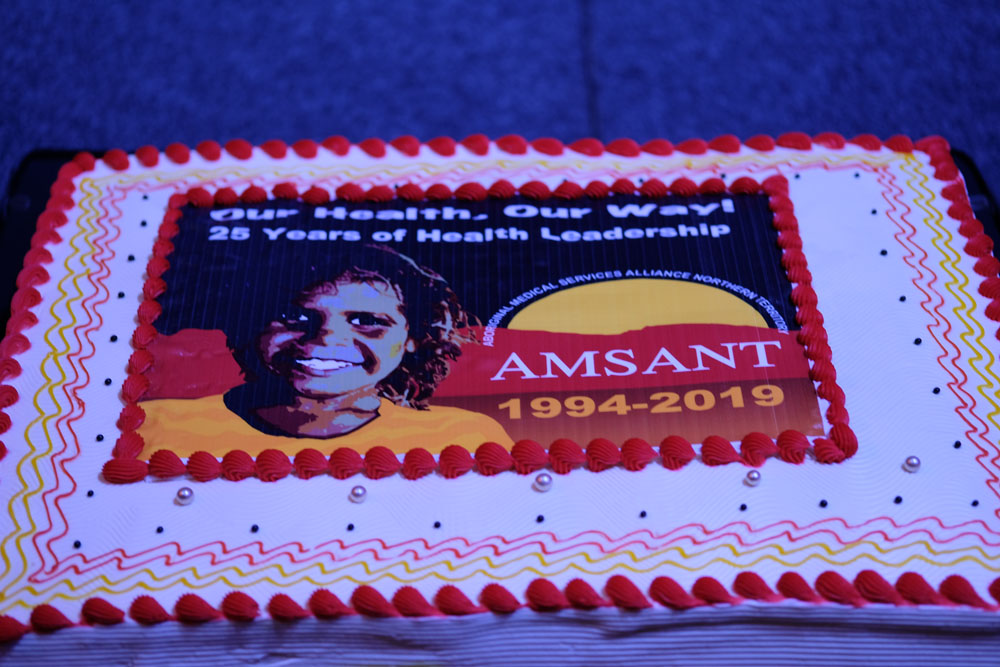 Our Health, Our Way!
25 Years of Health Leadership
ABORIGINAL MEDICAL SERVICES ALLIANCE NORTHERN TERRITORY
AMSANT
1994-2019